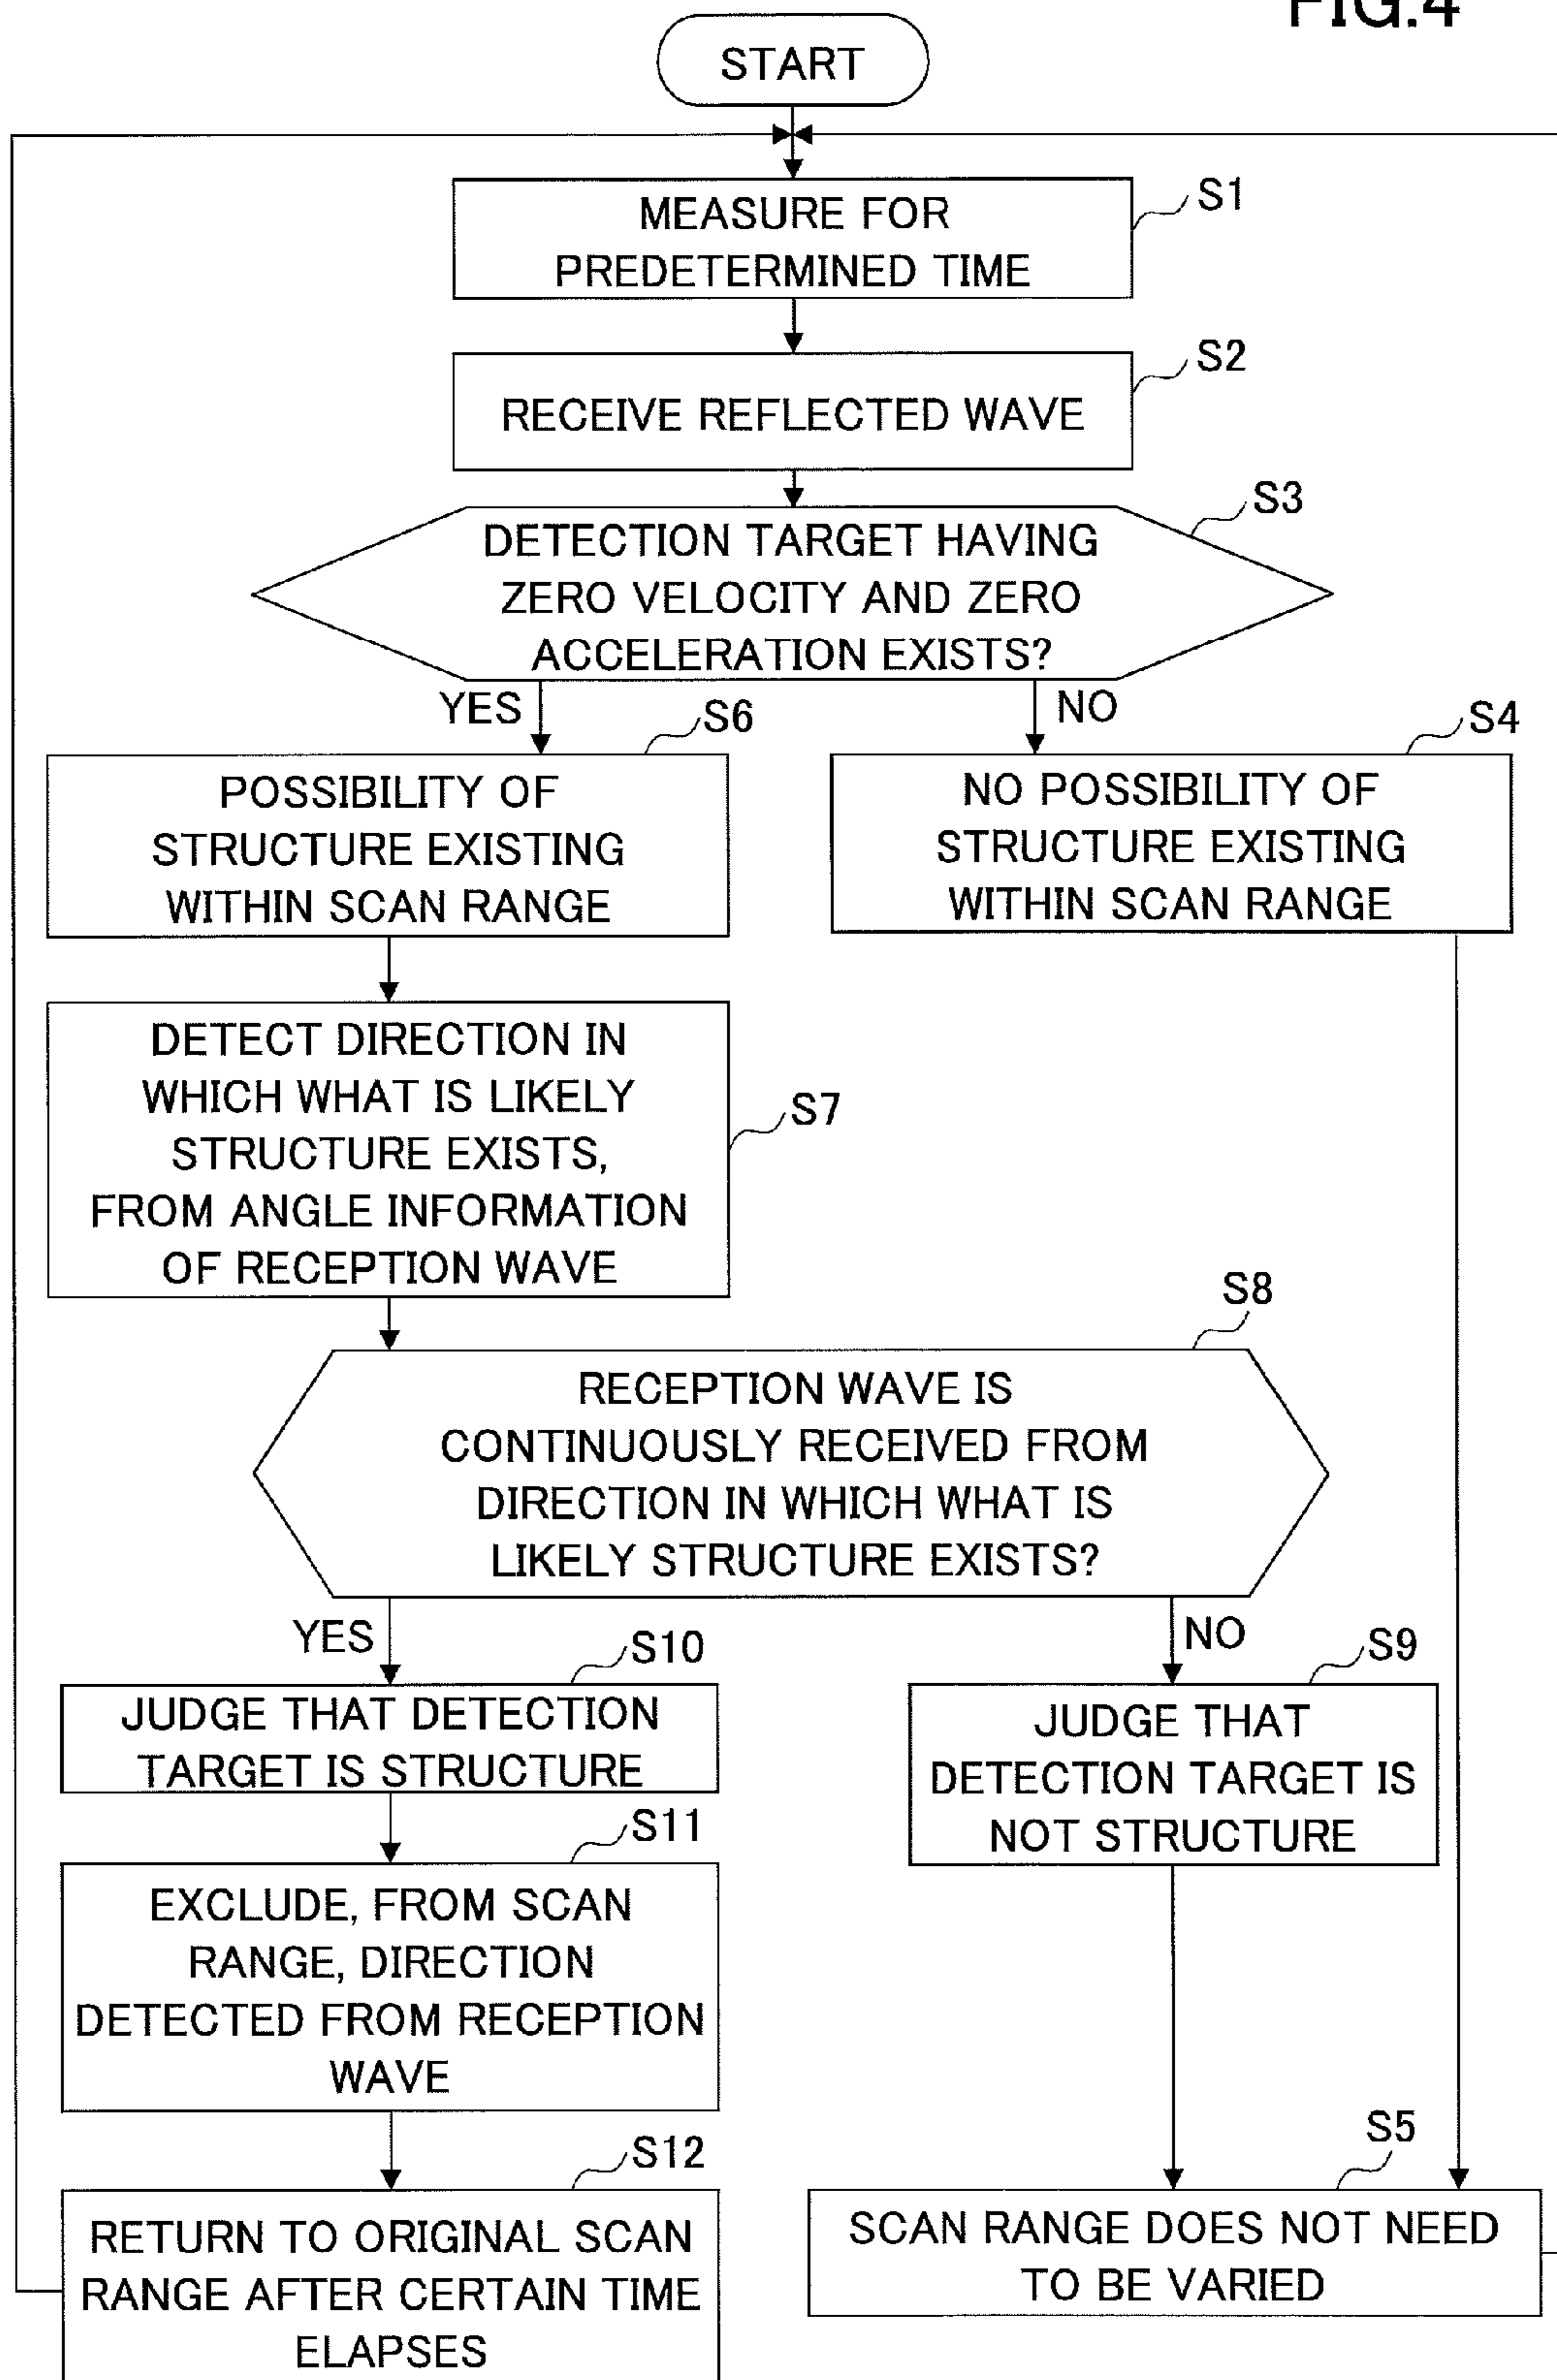 FIG.4
START
S1
MEASURE FOR
PREDETERMINED TIME
S2
RECEIVE REFLECTED WAVE
S3
DETECTION TARGET HAVING
ZERO VELOCITY AND ZERO
ACCELERATION EXISTS?
YES
NO
S6
POSSIBILITY OF
STRUCTURE EXISTING
WITHIN SCAN RANGE
S4
NO POSSIBILITY OF
STRUCTURE EXISTING
WITHIN SCAN RANGE
S7
DETECT DIRECTION IN
WHICH WHAT IS LIKELY
STRUCTURE EXISTS,
FROM ANGLE INFORMATION
OF RECEPTION WAVE
S8
RECEPTION WAVE IS
CONTINUOUSLY RECEIVED FROM
DIRECTION IN WHICH WHAT IS
LIKELY STRUCTURE EXISTS?
YES
NO
S10
JUDGE THAT DETECTION
TARGET IS STRUCTURE
S9
JUDGE THAT
DETECTION TARGET IS
NOT STRUCTURE
S11
EXCLUDE, FROM SCAN
RANGE, DIRECTION
DETECTED FROM RECEPTION
WAVE
S12
RETURN TO ORIGINAL SCAN
RANGE AFTER CERTAIN TIME
ELAPSES
S5
SCAN RANGE DOES NOT NEED
TO BE VARIED